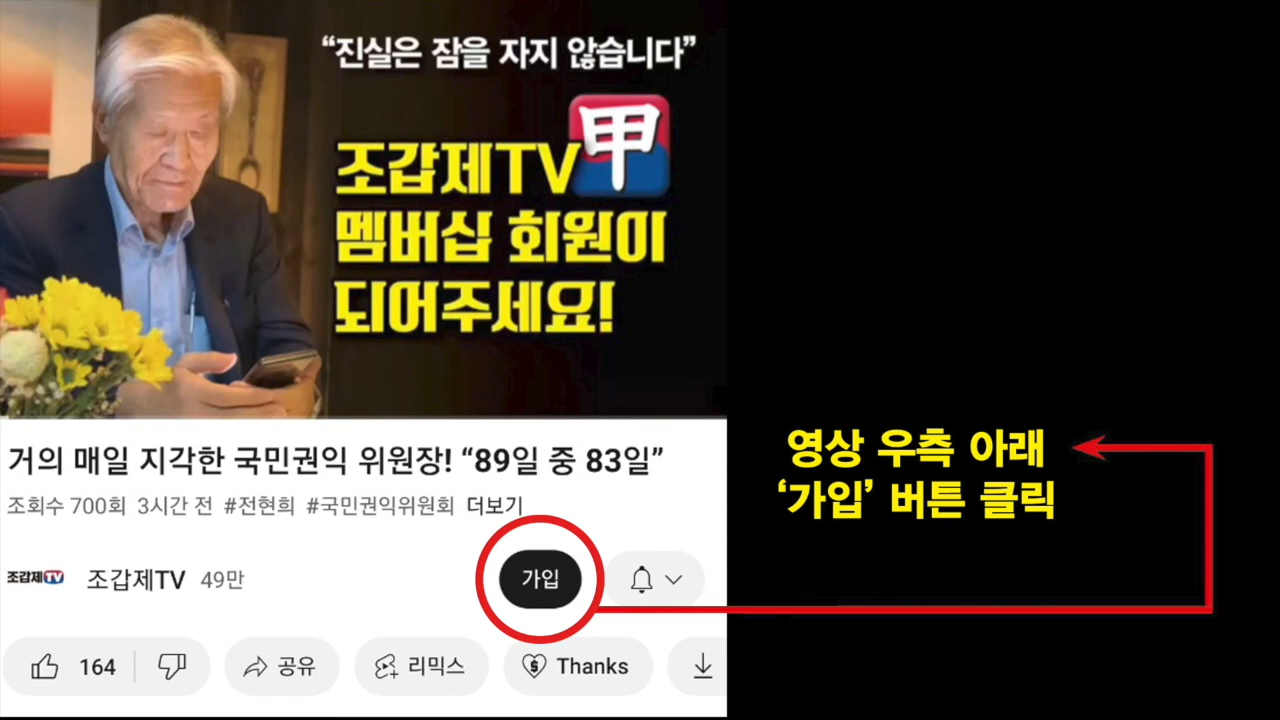 “진실은 잠을 자지 않습니다”
조갑제TV 甲
멤버십 회원이
되어주세요!
거의 매일 지각한 국민권익 위원장! “89일 중 83일”
조회수 700회 3시간 전 #전현희 #국민권익위원회 더보기
조갑제TV 조갑제TV 49만 가입
164 공유 리믹스 Thanks
영상 우측 아래
‘가입’ 버튼 클릭